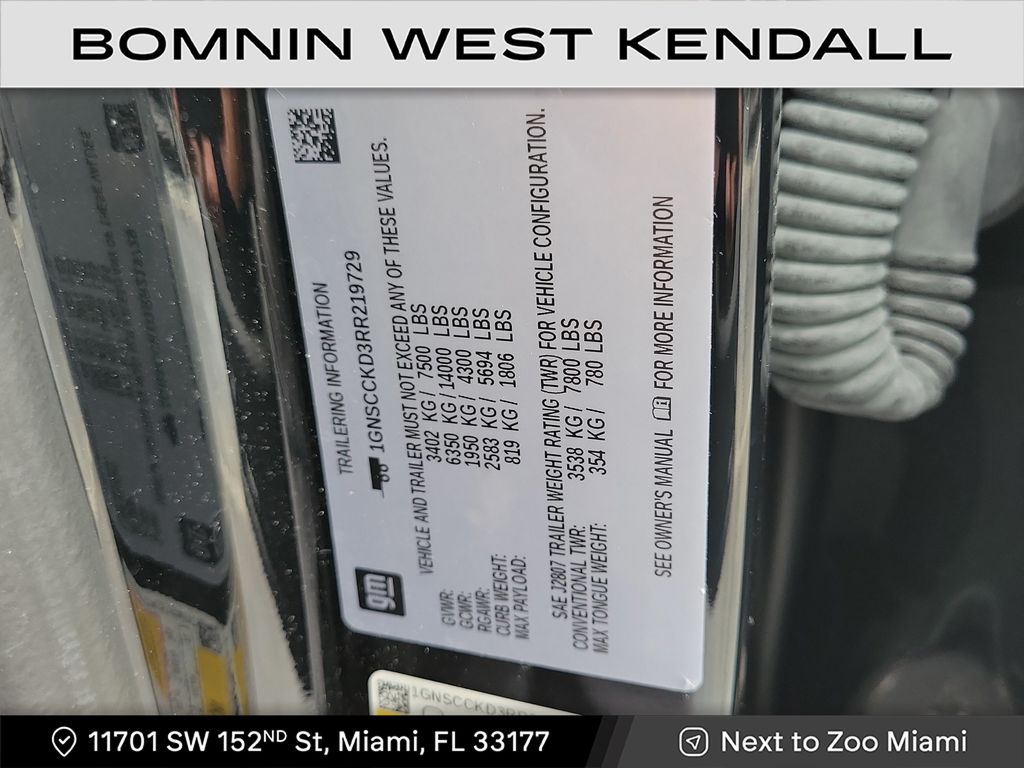 BOMNIN WEST KENDALL
TRAILERING INFORMATION
1GNSCCKD3RR219729
gm
VEHICLE AND TRAILER MUST NOT EXCEED ANY OF THESE VALUES.
GVWR: 3402 KG / 7500 LBS
GCWR: 6350 KG / 14000 LBS
RGAWR: 1950 KG / 4300 LBS
CURB WEIGHT: 2583 KG / 5694 LBS
MAX PAYLOAD: 819 KG / 1806 LBS
SAE J2807 TRAILER WEIGHT RATING (TWR) FOR VEHICLE CONFIGURATION.
CONVENTIONAL TWR: 3538 KG / 7800 LBS
MAX TONGUE WEIGHT: 354 KG / 780 LBS
SEE OWNER'S MANUAL FOR MORE INFORMATION
11701 SW 152ND St, Miami, FL 33177
Next to Zoo Miami